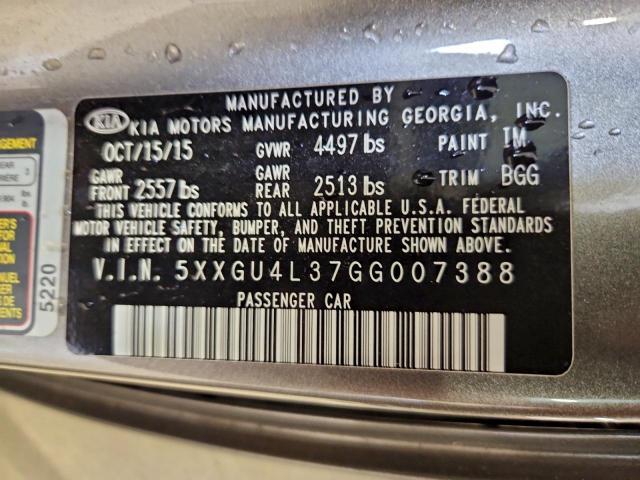 MANUFACTURED BY
KIA KIA MOTORS MANUFACTURING GEORGIA, INC.
OCT/15/15 GVWR 4497 lbs PAINT IM
GAWR FRONT 2557 lbs GAWR REAR 2513 lbs TRIM BGG
THIS VEHICLE CONFORMS TO ALL APPLICABLE U.S.A. FEDERAL
MOTOR VEHICLE SAFETY, BUMPER, AND THEFT PREVENTION STANDARDS
IN EFFECT ON THE DATE OF MANUFACTURE SHOWN ABOVE.
V.I.N. 5XXGU4L37GG007388
PASSENGER CAR
5220